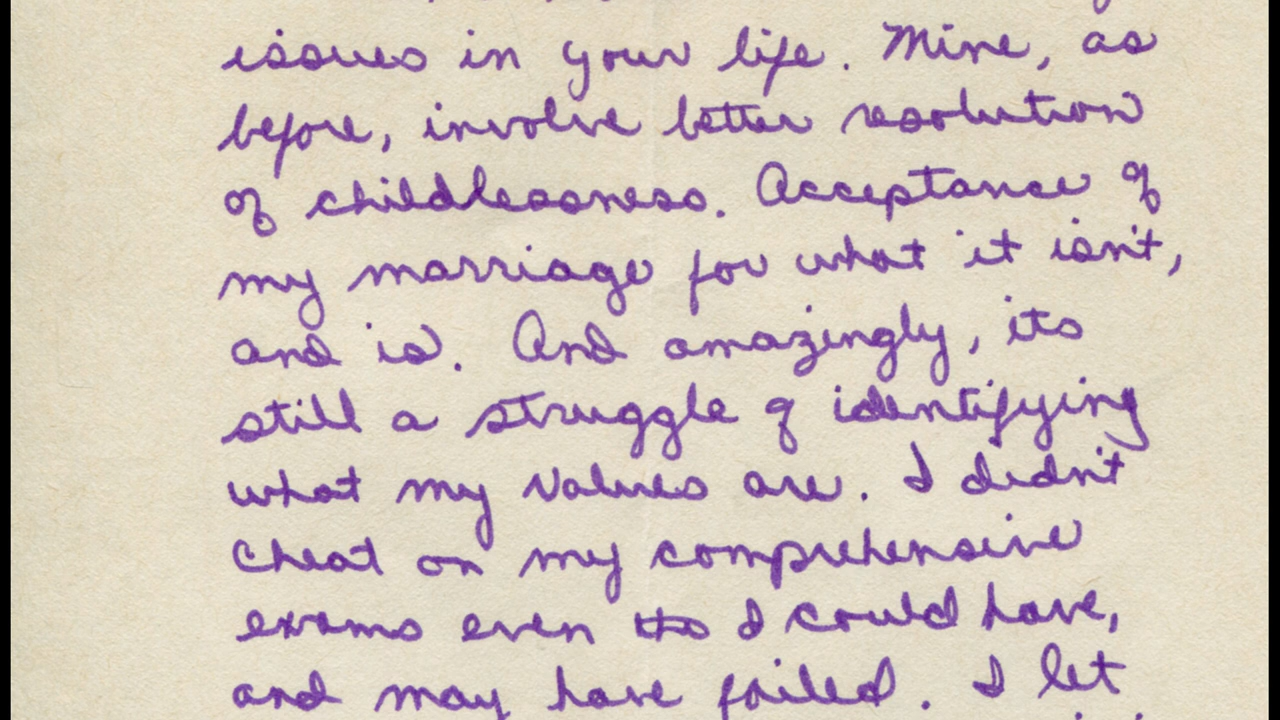 issues in your life. Mine, as
before, involve better resolution
of childlessness. Acceptance of
my marriage for what it isn't,
and is. And amazingly, its
still a struggle of identifying
what my values are. I didn't
cheat on my comprehensive
exams even tho I could have,
and may have failed. I let